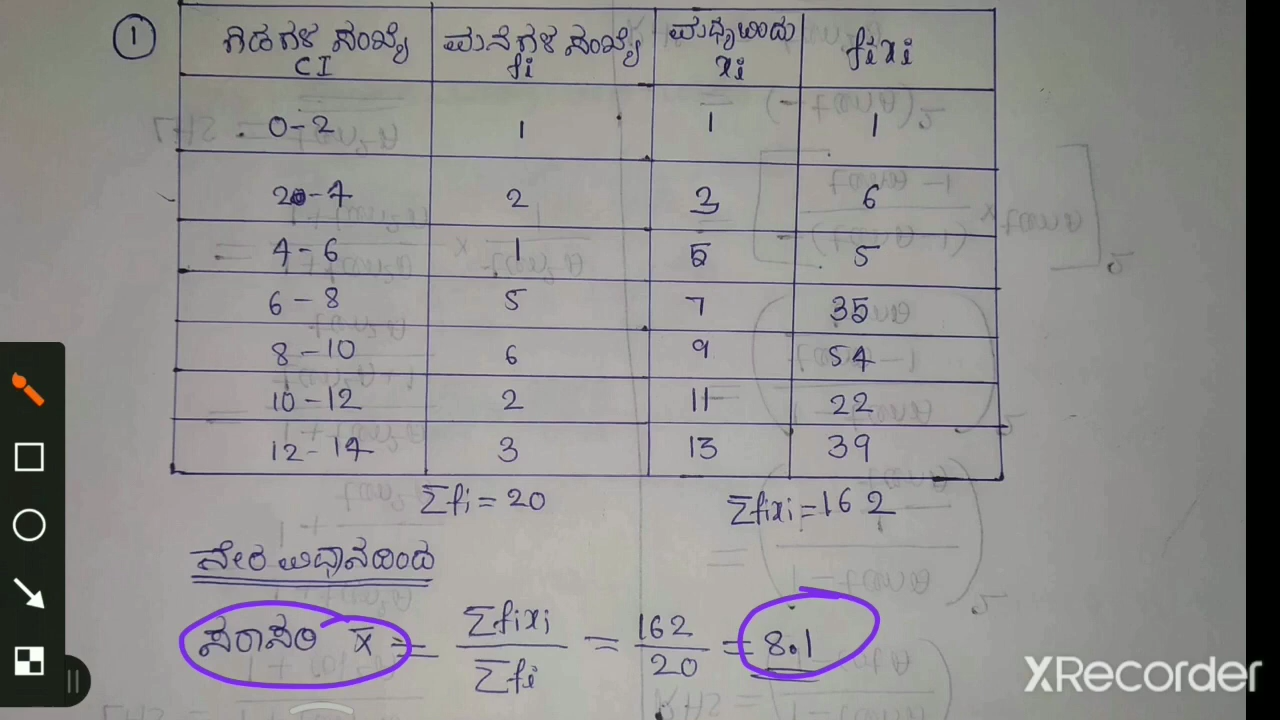 1
ಗಿಡಗಳ ಸಂಖ್ಯೆ CI ಮನೆಗಳ ಸಂಖ್ಯೆ fi ಮಧ್ಯಬಿಂದು xi fixi
0-2 1 1 1
2-4 2 3 6
4-6 1 5 5
6-8 5 7 35
8-10 6 9 54
10-12 2 11 22
12-14 3 13 39
Σfi = 20 Σfixi = 162
ನೇರ ವಿಧಾನದಿಂದ
ಸರಾಸರಿ x̄ = Σfixi / Σfi = 162 / 20 = 8.1
XRecorder